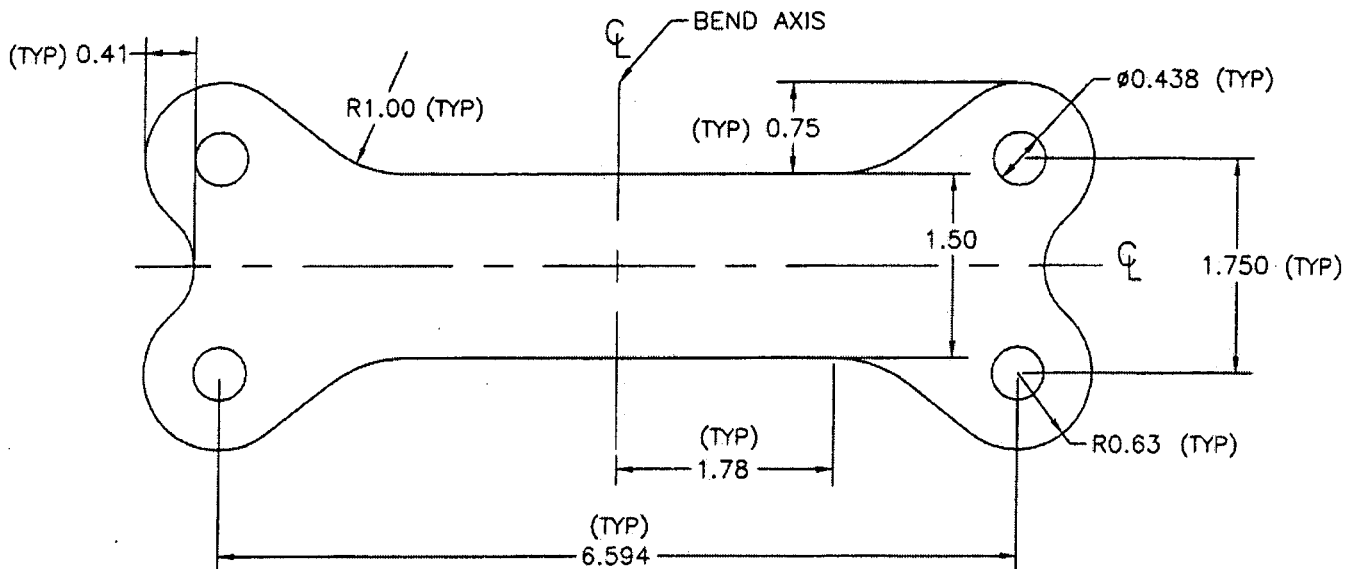 ℄
BEND AXIS
(TYP) 0.41
ø0.438 (TYP)
R1.00 (TYP)
(TYP) 0.75
1.50
℄
1.750 (TYP)
(TYP)
1.78
R0.63 (TYP)
(TYP)
6.594